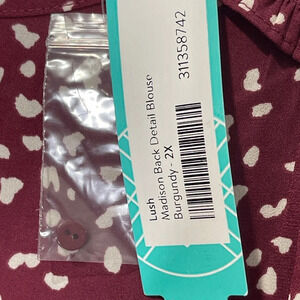 Lush
Madison Back Detail Blouse
Burgundy - 2X
311358742